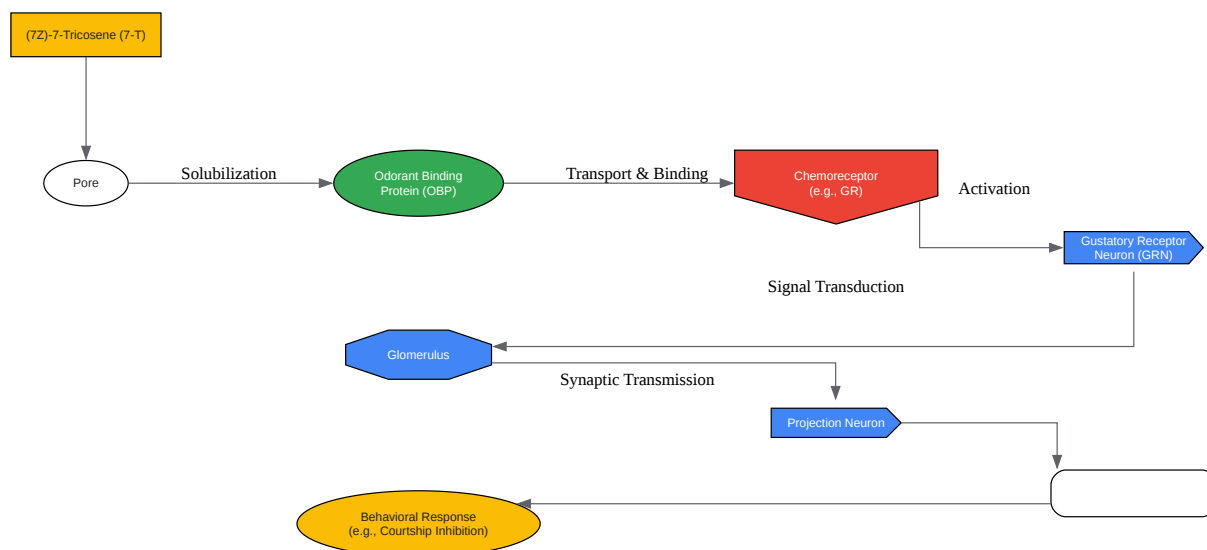 (7Z)-7-Tricosene (7-T)
Pore
Solubilization
Odorant Binding
Protein (OBP)
Transport & Binding
Chemoreceptor
(e.g., GR)
Activation
Gustatory Receptor
Neuron (GRN)
Signal Transduction
Glomerulus
Synaptic Transmission
Projection Neuron
Behavioral Response
(e.g., Courtship Inhibition)